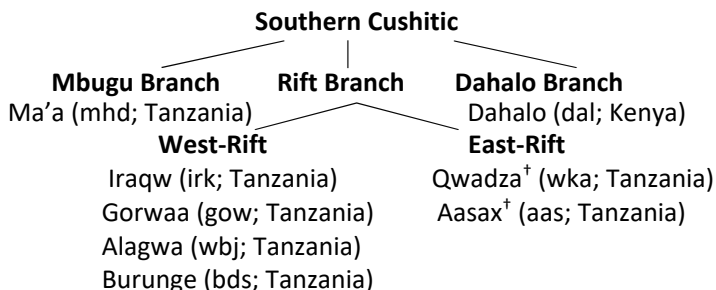 Southern Cushitic
Mbugu Branch Rift Branch Dahalo Branch
Ma’a (mhd; Tanzania) Dahalo (dal; Kenya)
West-Rift East-Rift
Iraqw (irk; Tanzania) Qwadza† (wka; Tanzania)
Gorwaa (gow; Tanzania) Aasax† (aas; Tanzania)
Alagwa (wbj; Tanzania)
Burunge (bds; Tanzania)